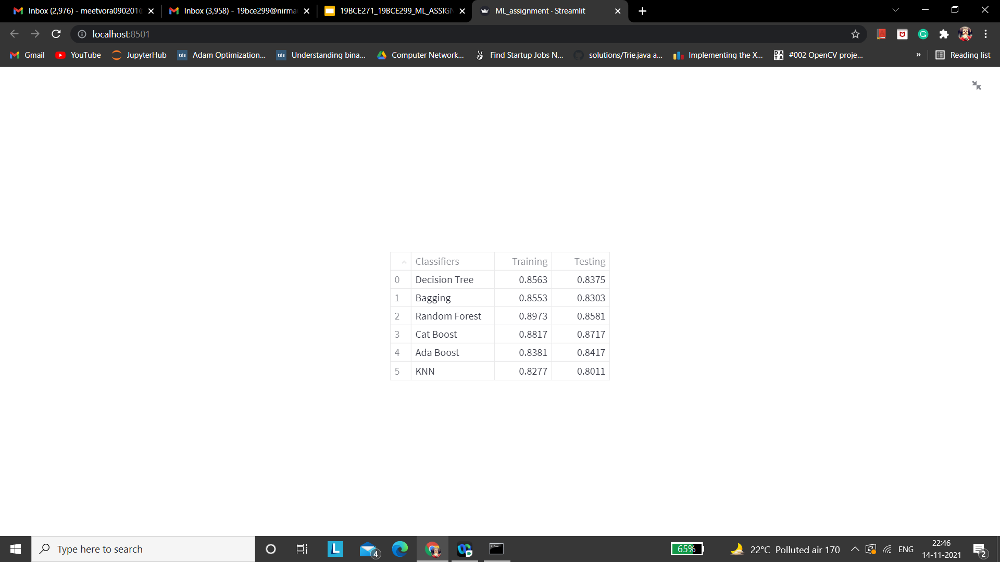 Inbox (2,976) - meetvora090201@
Inbox (3,958) - 19bce299@nirma
19BCE271_19BCE299_ML_ASSIGN
ML_assignment · Streamlit
localhost:8501
Gmail
YouTube
JupyterHub
tds
Adam Optimization...
tds
Understanding bina...
Computer Network...
Find Startup Jobs N...
solutions/Trie.java a...
Implementing the X...
DATA
#002 OpenCV proje...
»
Reading list
Classifiers Training Testing
0 Decision Tree 0.8563 0.8375
1 Bagging 0.8553 0.8303
2 Random Forest 0.8973 0.8581
3 Cat Boost 0.8817 0.8717
4 Ada Boost 0.8381 0.8417
5 KNN 0.8277 0.8011
Type here to search
L
4
65%
22°C Polluted air 170
ENG
22:46
14-11-2021
2